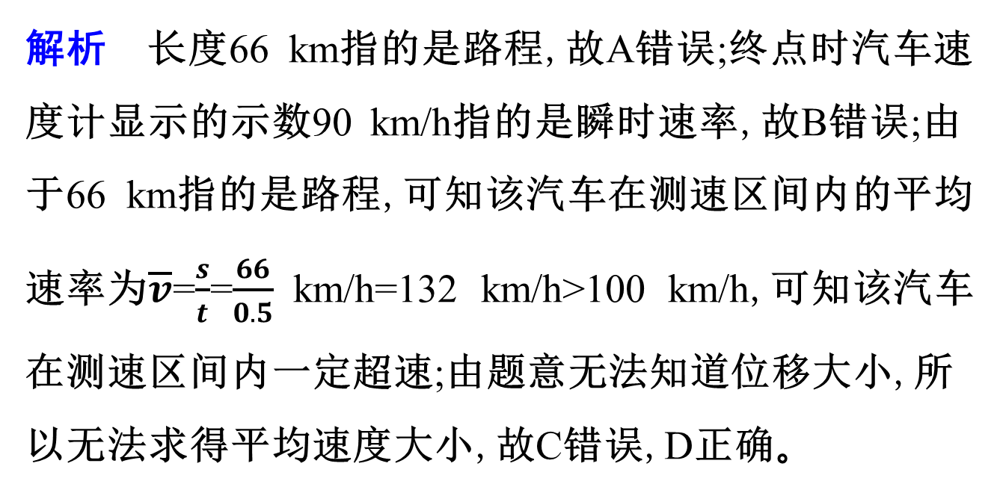 解析 长度66 km指的是路程,故A错误;终点时汽车速
度计显示的示数90 km/h指的是瞬时速率,故B错误;由
于66 km指的是路程,可知该汽车在测速区间内的平均
速率为v̅=s/t=66/0.5 km/h=132 km/h>100 km/h,可知该汽车
在测速区间内一定超速;由题意无法知道位移大小,所
以无法求得平均速度大小,故C错误,D正确。